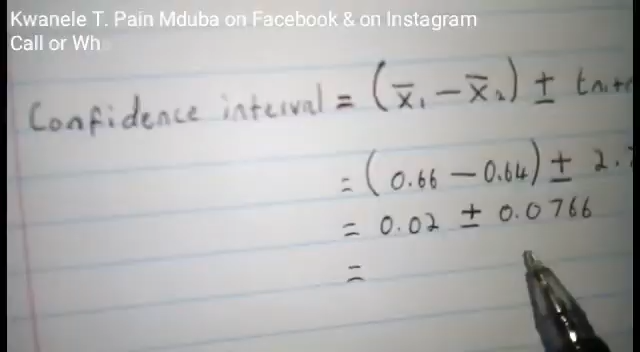 Kwanele T. Pain Mduba on Facebook & on Instagram
Call or Wh
Confidence interval = (x̄₁ − x̄₂) ±
= (0.66 − 0.64) ± 2.
= 0.02 ± 0.0766
=